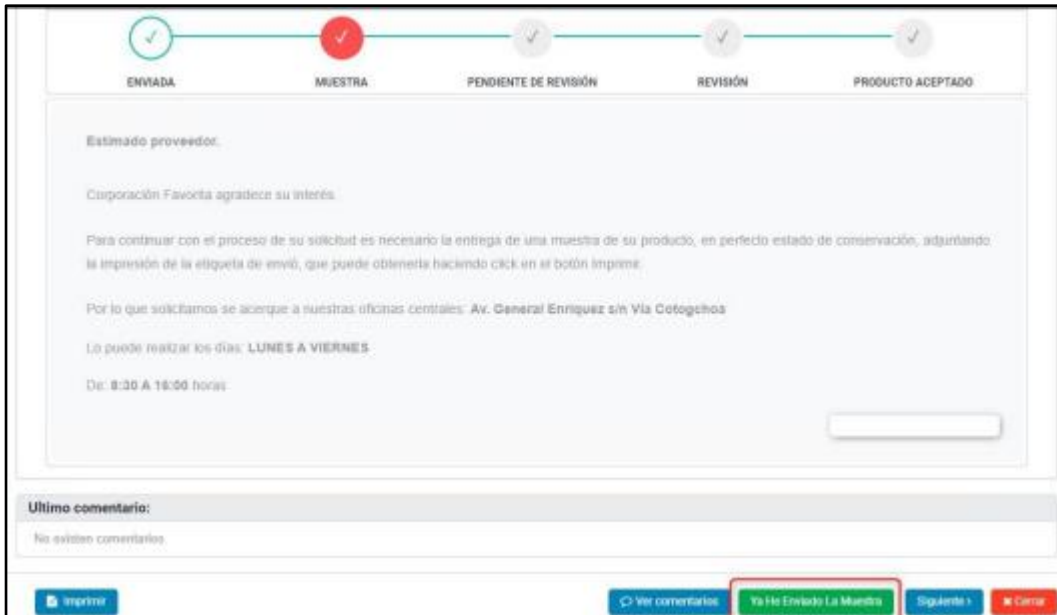 ENVIADA MUESTRA PENDIENTE DE REVISIÓN REVISIÓN PRODUCTO ACEPTADO
Estimado proveedor.
Corporación Favorita agradece su interés.
Para continuar con el proceso de su solicitud es necesario la entrega de una muestra de su producto, en perfecto estado de conservación, adjuntando
la impresión de la etiqueta de envió, que puede obtenerla haciendo click en el botón Imprimir.
Por lo que solicitamos se acerque a nuestras oficinas centrales: Av. General Enriquez s/n Vía Cotogchoa
Lo puede realizar los días: LUNES A VIERNES
De: 8:30 A 16:00 horas
Ultimo comentario:
No existen comentarios
Imprimir Ver comentarios Ya He Enviado La Muestra Siguiente › Cerrar